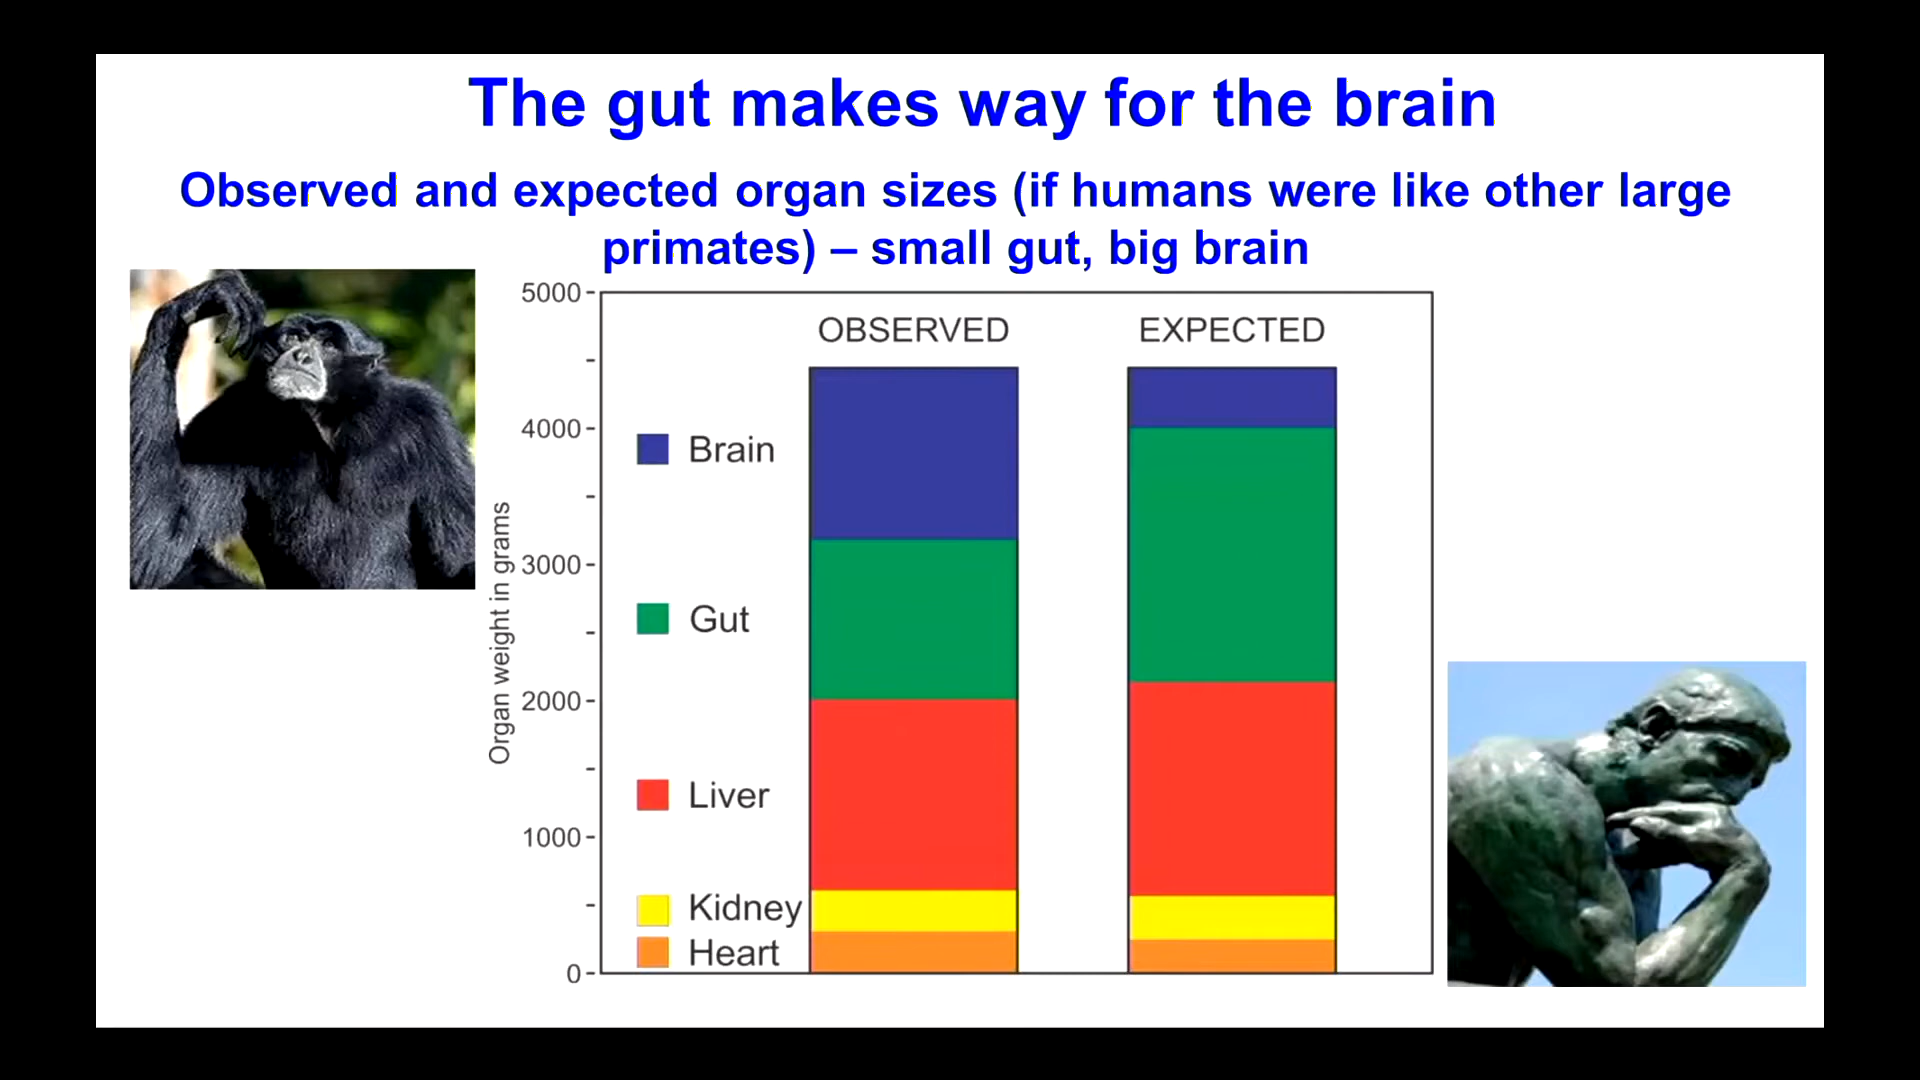 The gut makes way for the brain
Observed and expected organ sizes (if humans were like other large
primates) – small gut, big brain
5000
OBSERVED
EXPECTED
4000
Brain
3000
Organ weight in grams
Gut
2000
Liver
1000
Kidney
Heart
0